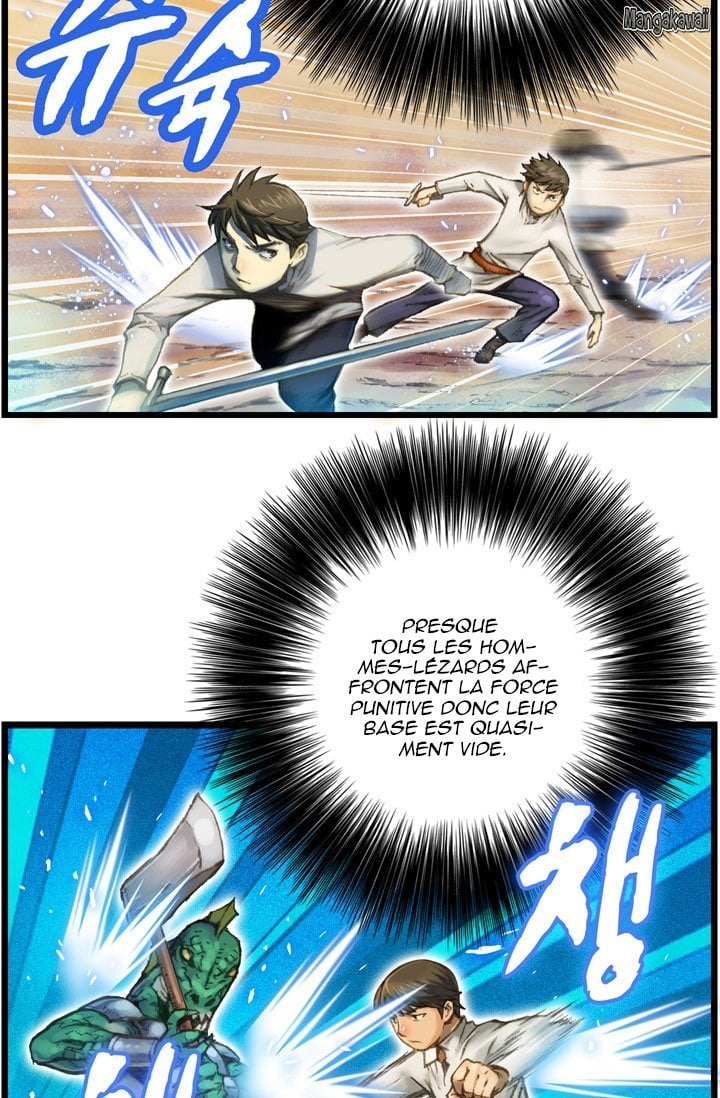 Mangakawaii
슈슉
PRESQUE
TOUS LES HOM-
MES-LÉZARDS AF-
FRONTENT LA FORCE
PUNITIVE DONC LEUR
BASE EST QUASI-
MENT VIDE.
챙